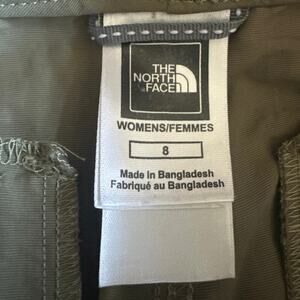 THE
NORTH
FACE
WOMENS/FEMMES
8
Made in Bangladesh
Fabriqué au Bangladesh